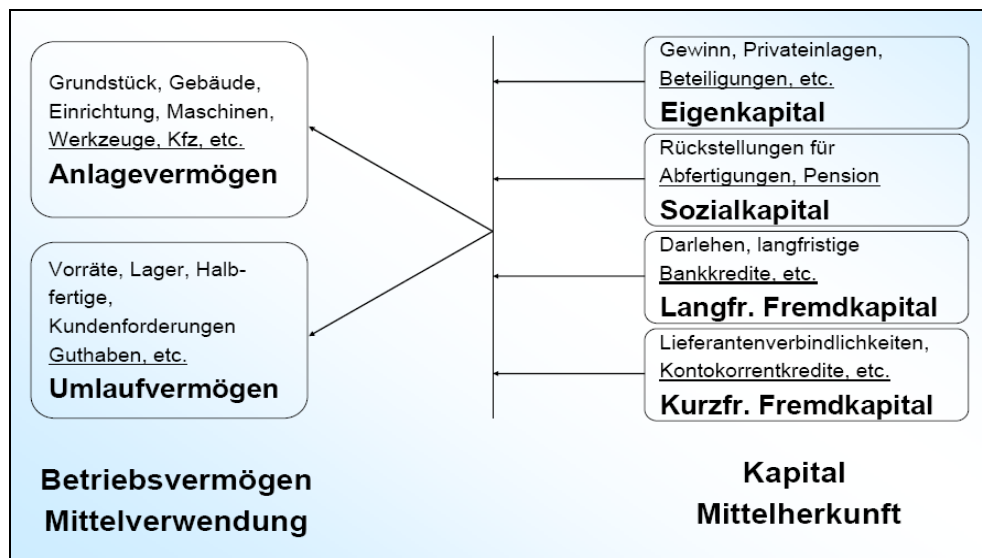 Grundstück, Gebäude,
Einrichtung, Maschinen,
Werkzeuge, Kfz, etc.
Anlagevermögen
Vorräte, Lager, Halb-
fertige,
Kundenforderungen
Guthaben, etc.
Umlaufvermögen
Betriebsvermögen
Mittelverwendung
Gewinn, Privateinlagen,
Beteiligungen, etc.
Eigenkapital
Rückstellungen für
Abfertigungen, Pension
Sozialkapital
Darlehen, langfristige
Bankkredite, etc.
Langfr. Fremdkapital
Lieferantenverbindlichkeiten,
Kontokorrentkredite, etc.
Kurzfr. Fremdkapital
Kapital
Mittelherkunft